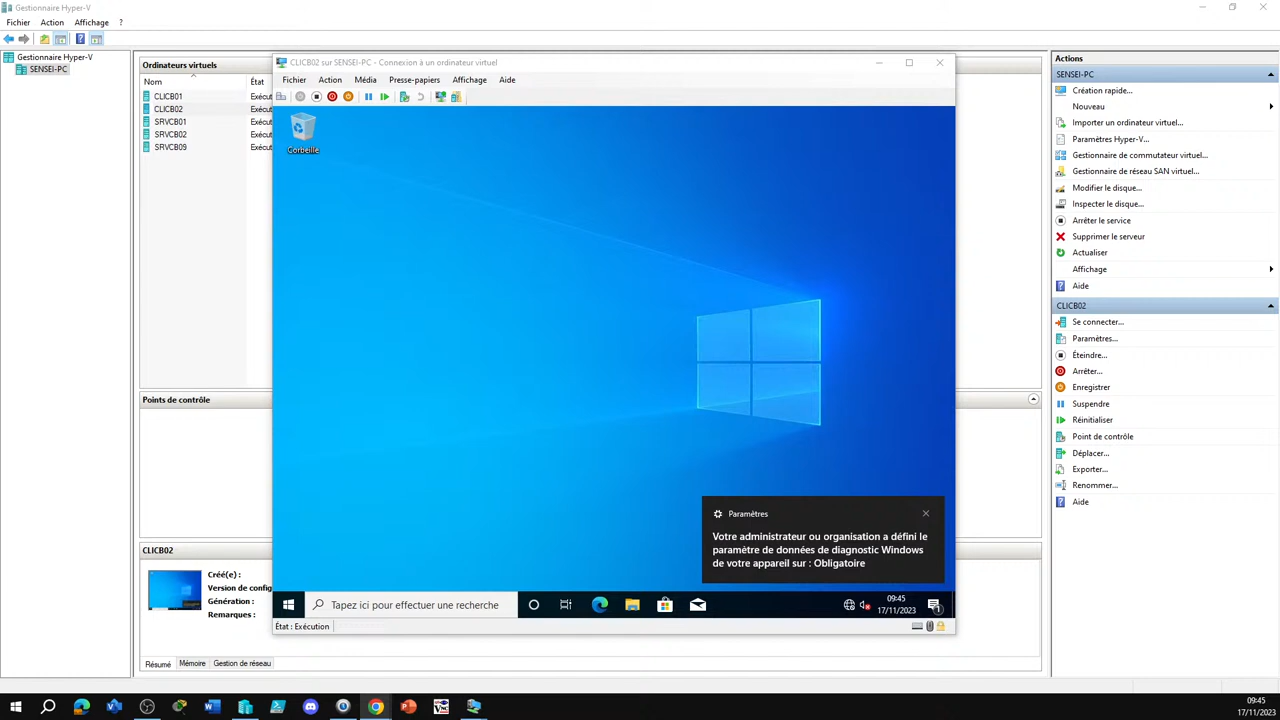 Gestionnaire Hyper-V
Fichier Action Affichage ?
Gestionnaire Hyper-V
SENSEI-PC
Ordinateurs virtuels
Nom État
CLICB01 Exécut
CLICB02 Exécut
SRVCB01 Exécut
SRVCB02 Exécut
SRVCB09 Exécut
Points de contrôle
CLICB02
Créé(e) :
Version de config
Génération :
Remarques :
Résumé Mémoire Gestion de réseau
CLICB02 sur SENSEI-PC - Connexion à un ordinateur virtuel
Fichier Action Média Presse-papiers Affichage Aide
Corbeille
Paramètres
Votre administrateur ou organisation a défini le
paramètre de données de diagnostic Windows
de votre appareil sur : Obligatoire
Tapez ici pour effectuer une recherche
09:45
17/11/2023
1
État : Exécution
Actions
SENSEI-PC
Création rapide...
Nouveau
Importer un ordinateur virtuel...
Paramètres Hyper-V...
Gestionnaire de commutateur virtuel...
Gestionnaire de réseau SAN virtuel...
Modifier le disque...
Inspecter le disque...
Arrêter le service
Supprimer le serveur
Actualiser
Affichage
Aide
CLICB02
Se connecter...
Paramètres...
Éteindre...
Arrêter...
Enregistrer
Suspendre
Réinitialiser
Point de contrôle
Déplacer...
Exporter...
Renommer...
Aide
09:45
17/11/2023